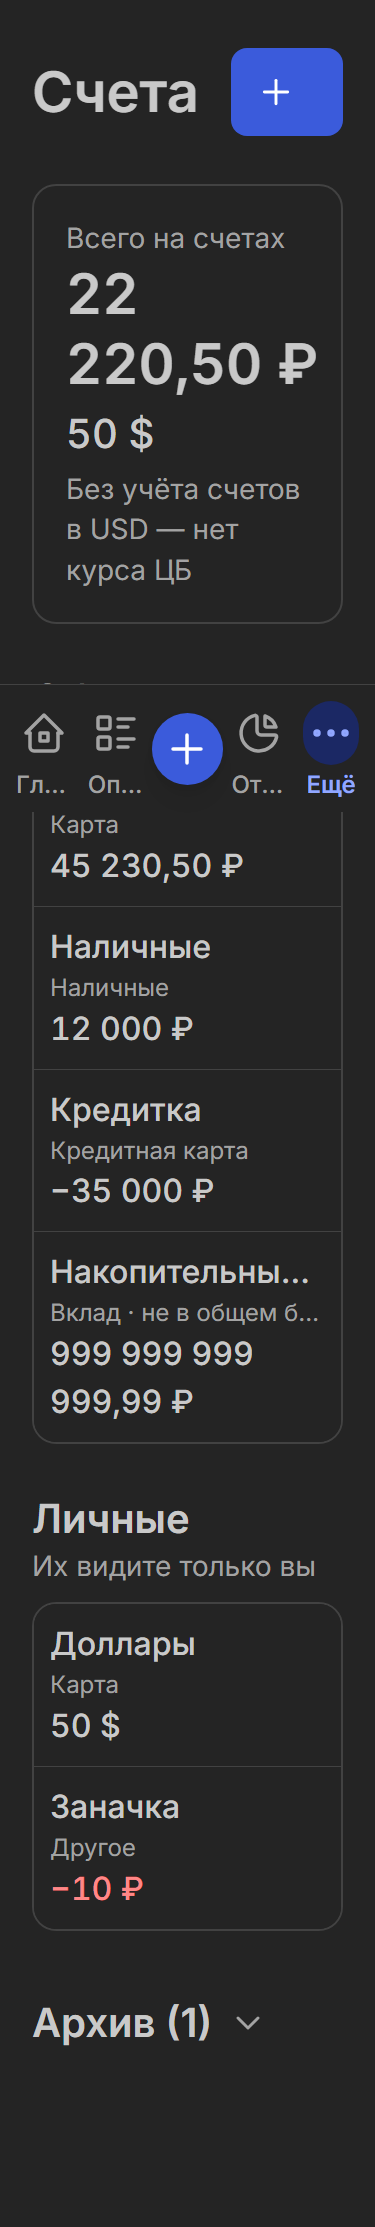 Счета
Всего на счетах
22
220,50 ₽
50 $
Без учёта счетов
в USD — нет
курса ЦБ
Гл...
Оп...
От...
Ещё
Карта
45 230,50 ₽
Наличные
Наличные
12 000 ₽
Кредитка
Кредитная карта
−35 000 ₽
Накопительны...
Вклад · не в общем б...
999 999 999
999,99 ₽
Личные
Их видите только вы
Доллары
Карта
50 $
Заначка
Другое
−10 ₽
Архив (1)